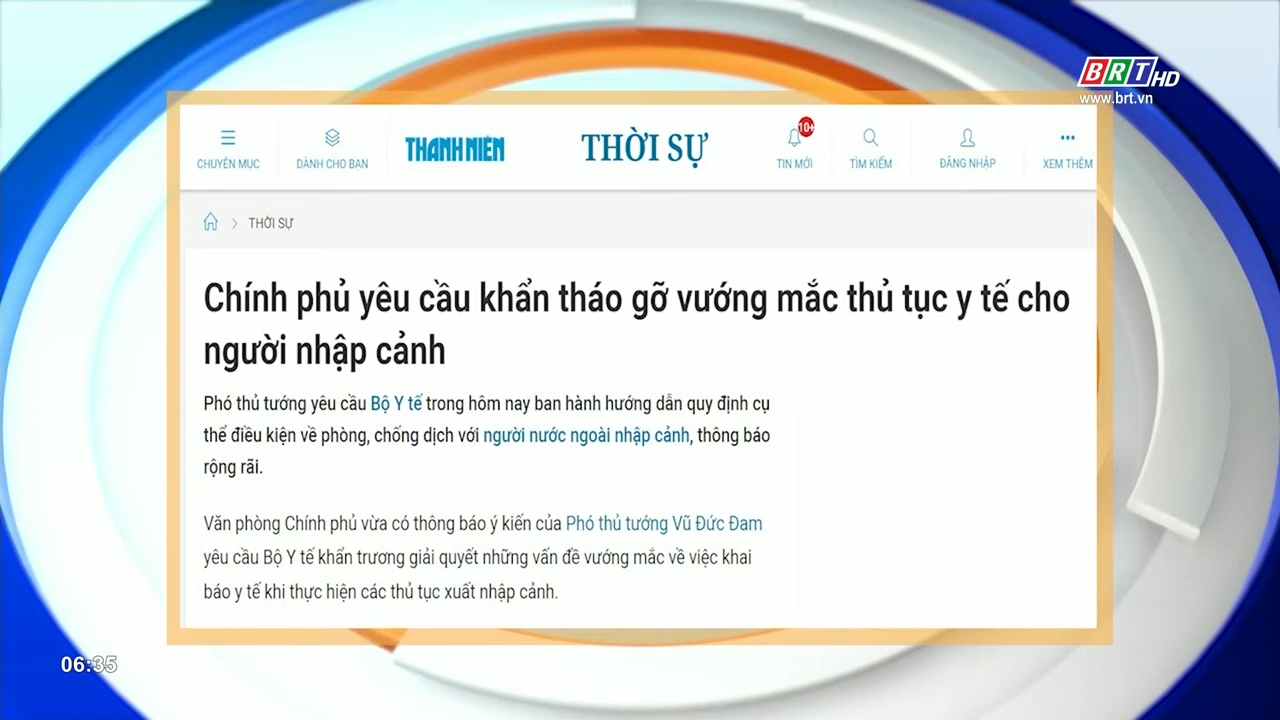 BRT HD
www.brt.vn
CHUYÊN MỤC
DÀNH CHO BẠN
THANH NIÊN
THỜI SỰ
10+
TIN MỚI
TÌM KIẾM
ĐĂNG NHẬP
XEM THÊM
THỜI SỰ
Chính phủ yêu cầu khẩn tháo gỡ vướng mắc thủ tục y tế cho
người nhập cảnh
Phó thủ tướng yêu cầu Bộ Y tế trong hôm nay ban hành hướng dẫn quy định cụ
thể điều kiện về phòng, chống dịch với người nước ngoài nhập cảnh, thông báo
rộng rãi.
Văn phòng Chính phủ vừa có thông báo ý kiến của Phó thủ tướng Vũ Đức Đam
yêu cầu Bộ Y tế khẩn trương giải quyết những vấn đề vướng mắc về việc khai
báo y tế khi thực hiện các thủ tục xuất nhập cảnh.
06:35